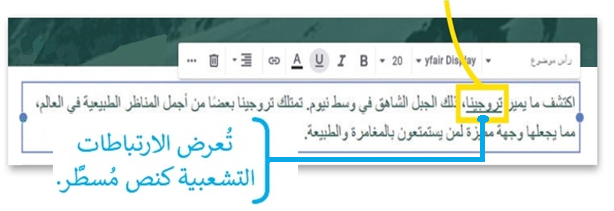 رأس موضوع
yfair Display
20
B I U A
اكتشف ما يميز تروجينا، ذلك الجبل الشاهق في وسط نيوم. تمتلك تروجينا بعضًا من أجمل المناظر الطبيعية في العالم،
مما يجعلها وجهة مميزة لمن يستمتعون بالمغامرة والطبيعة.
تُعرض الارتباطات
التشعبية كنص مُسطَّر.